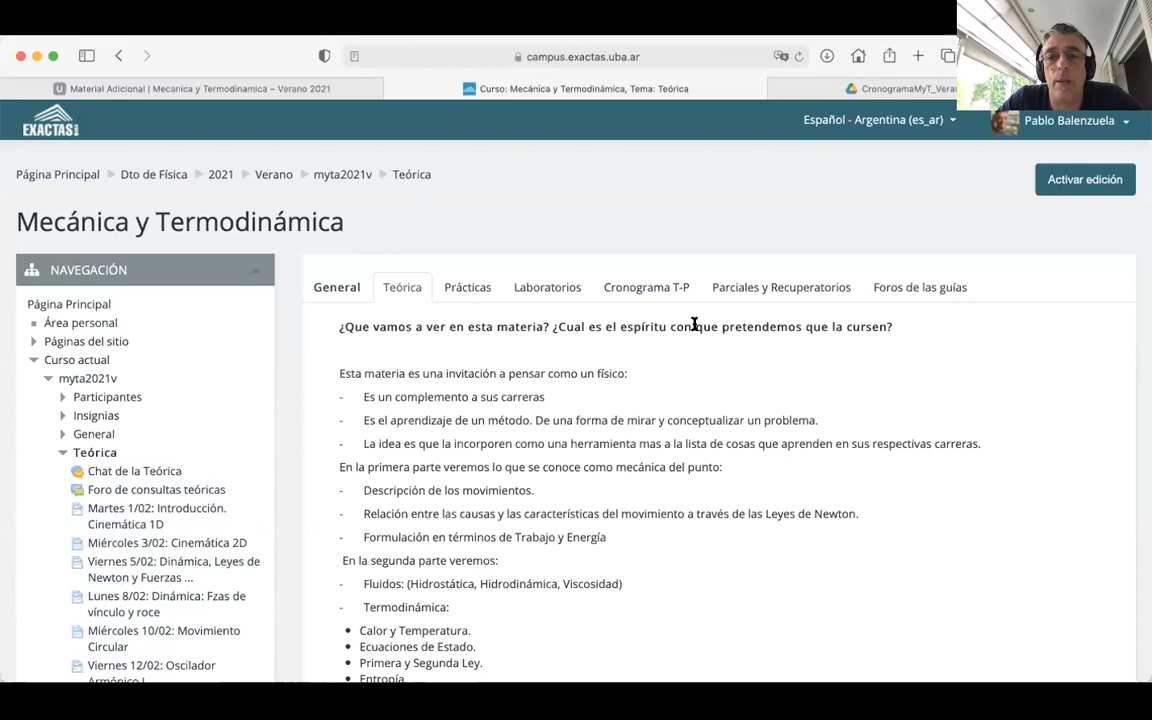 campus.exactas.uba.ar
Material Adicional | Mecanica y Termodinamica – Verano 2021
Curso: Mecánica y Termodinámica, Tema: Teórica
CronogramaMyT_Vera
EXACTAS
Español - Argentina (es_ar)
Pablo Balenzuela
Página Principal
Dto de Física
2021
Verano
myta2021v
Teórica
Activar edición
Mecánica y Termodinámica
NAVEGACIÓN
Página Principal
Área personal
Páginas del sitio
Curso actual
myta2021v
Participantes
Insignias
General
Teórica
Chat de la Teórica
Foro de consultas teóricas
Martes 1/02: Introducción.
Cinemática 1D
Miércoles 3/02: Cinemática 2D
Viernes 5/02: Dinámica, Leyes de
Newton y Fuerzas ...
Lunes 8/02: Dinámica: Fzas de
vínculo y roce
Miércoles 10/02: Movimiento
Circular
Viernes 12/02: Oscilador
Armónico I
General
Teórica
Prácticas
Laboratorios
Cronograma T-P
Parciales y Recuperatorios
Foros de las guías
¿Que vamos a ver en esta materia? ¿Cual es el espíritu con que pretendemos que la cursen?
Esta materia es una invitación a pensar como un físico:
- Es un complemento a sus carreras
- Es el aprendizaje de un método. De una forma de mirar y conceptualizar un problema.
- La idea es que la incorporen como una herramienta mas a la lista de cosas que aprenden en sus respectivas carreras.
En la primera parte veremos lo que se conoce como mecánica del punto:
- Descripción de los movimientos.
- Relación entre las causas y las características del movimiento a través de las Leyes de Newton.
- Formulación en términos de Trabajo y Energía
En la segunda parte veremos:
- Fluidos: (Hidrostática, Hidrodinámica, Viscosidad)
- Termodinámica:
• Calor y Temperatura.
• Ecuaciones de Estado.
• Primera y Segunda Ley.
• Entropía.